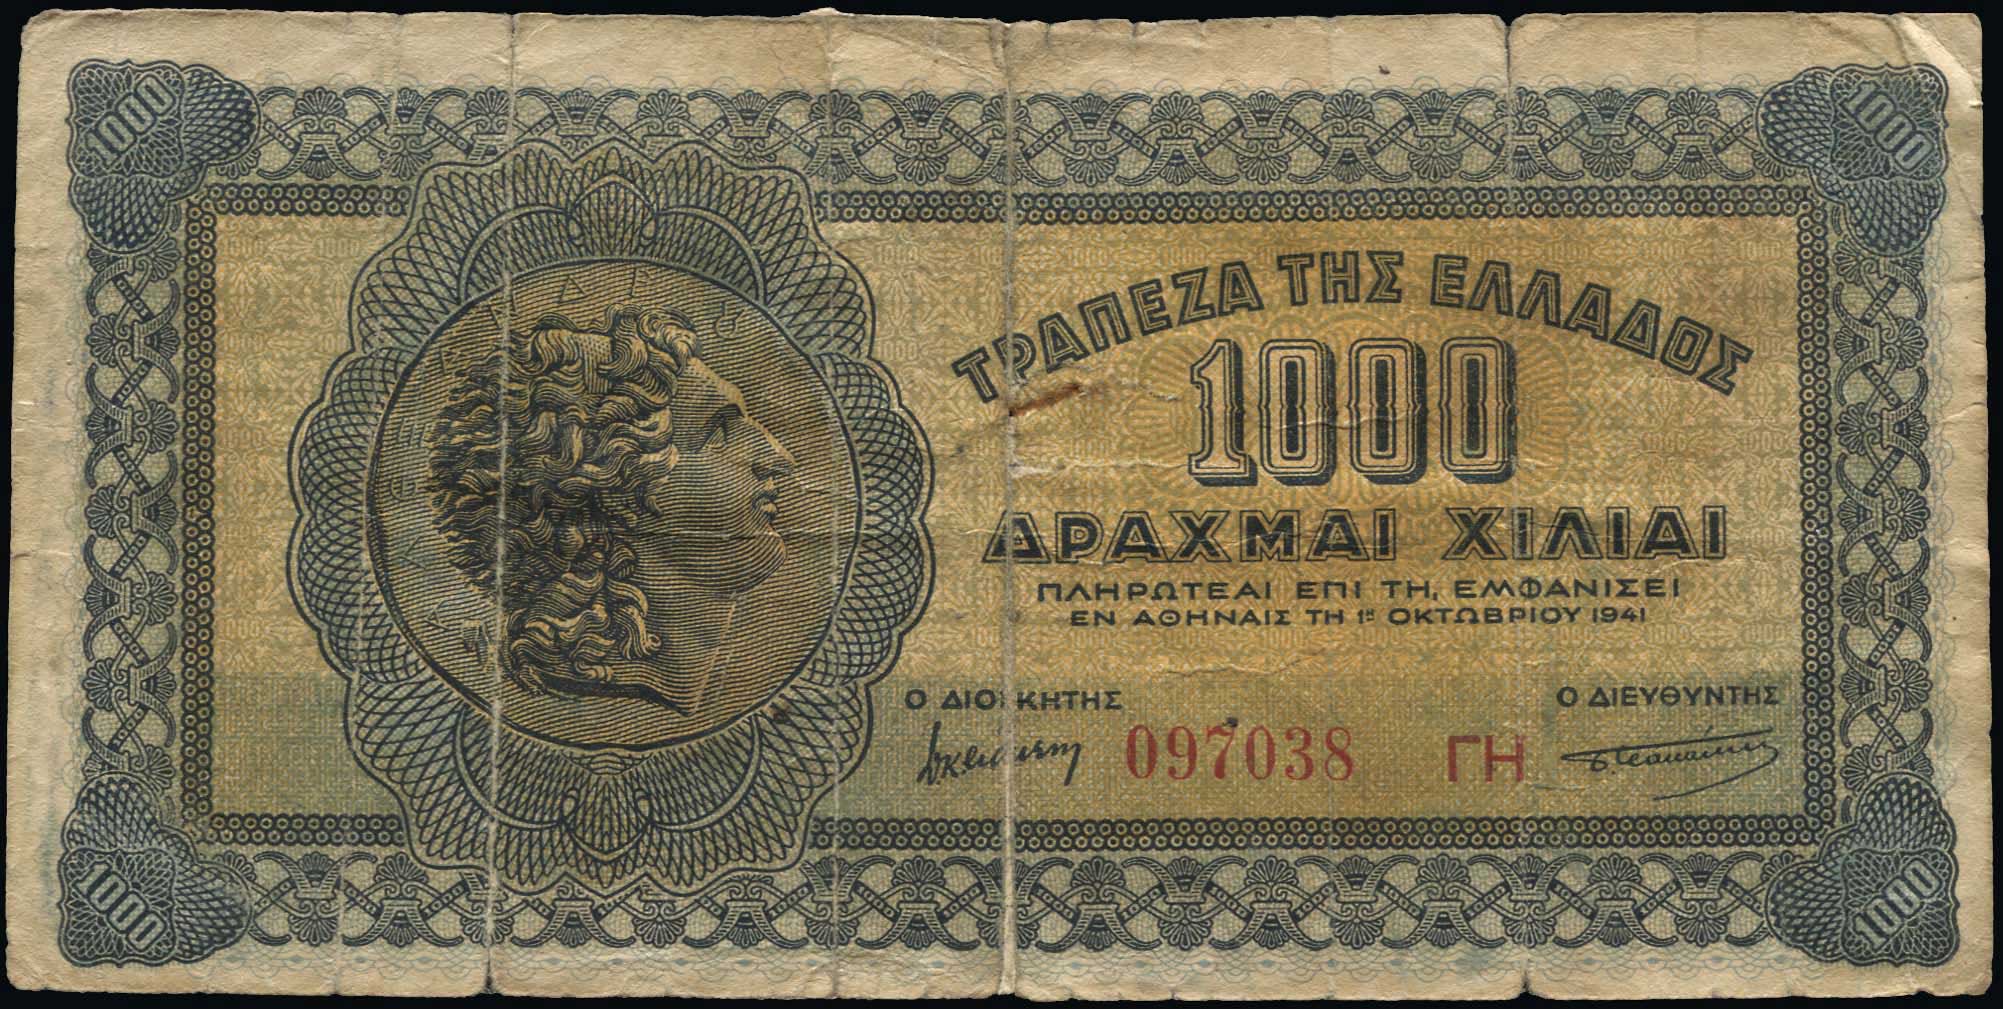 1000
1000
ΤΡΑΠΕΖΑ ΤΗΣ ΕΛΛΑΔΟΣ
1000
ΔΡΑΧΜΑΙ ΧΙΛΙΑΙ
ΠΛΗΡΩΤΕΑΙ ΕΠΙ ΤΗ, ΕΜΦΑΝΙΣΕΙ
ΕΝ ΑΘΗΝΑΙΣ ΤΗ 1ῃ ΟΚΤΩΒΡΙΟΥ 1941
Ο ΔΙΟΙΚΗΤΗΣ
Ο ΔΙΕΥΘΥΝΤΗΣ
097038
ΓΗ
1000
1000